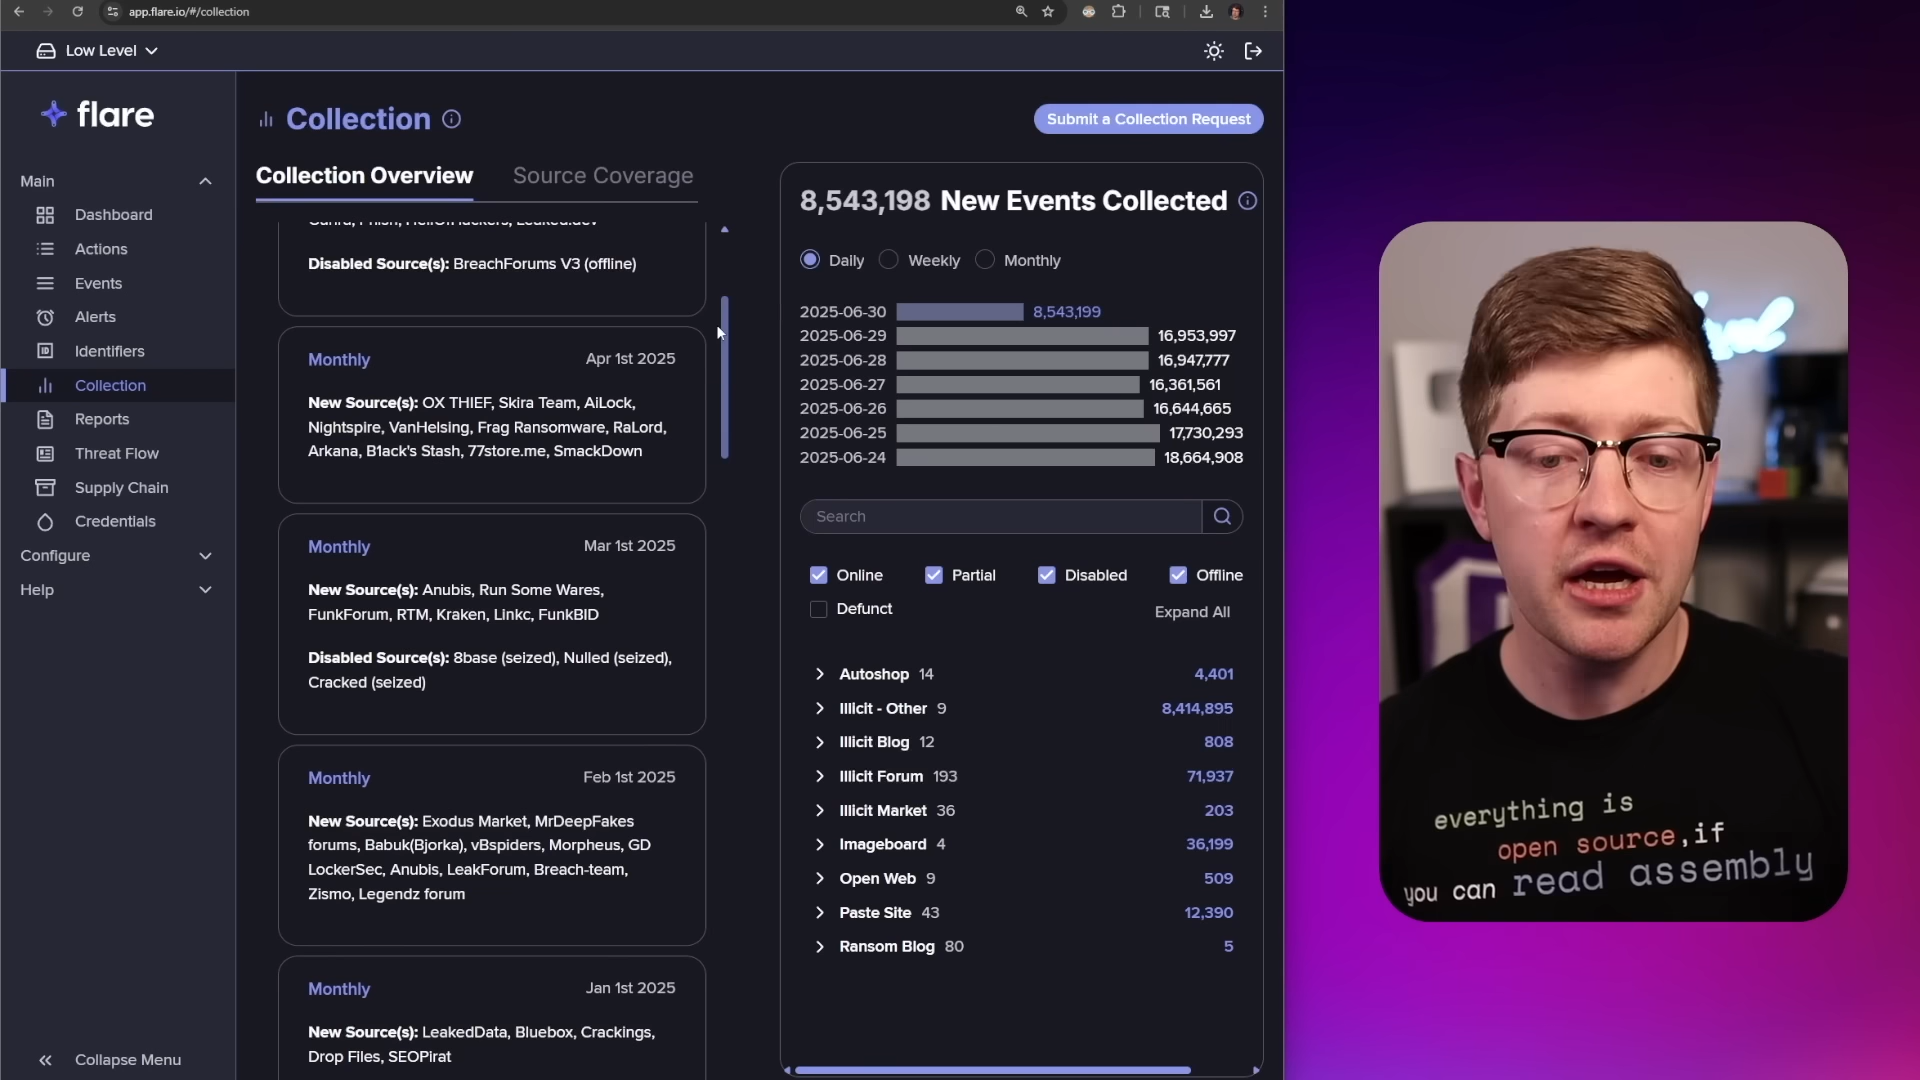 app.flare.io/#/collection
Low Level
flare
Main
Dashboard
Actions
Events
Alerts
Identifiers
Collection
Reports
Threat Flow
Supply Chain
Credentials
Configure
Help
Collapse Menu
Collection
Submit a Collection Request
Collection Overview
Source Coverage
Disabled Source(s): BreachForums V3 (offline)
Monthly
Apr 1st 2025
New Source(s): OX THIEF, Skira Team, AiLock,
Nightspire, VanHelsing, Frag Ransomware, RaLord,
Arkana, B1ack's Stash, 77store.me, SmackDown
Monthly
Mar 1st 2025
New Source(s): Anubis, Run Some Wares,
FunkForum, RTM, Kraken, Linkc, FunkBID
Disabled Source(s): 8base (seized), Nulled (seized),
Cracked (seized)
Monthly
Feb 1st 2025
New Source(s): Exodus Market, MrDeepFakes
forums, Babuk(Bjorka), vBspiders, Morpheus, GD
LockerSec, Anubis, LeakForum, Breach-team,
Zismo, Legendz forum
Monthly
Jan 1st 2025
New Source(s): LeakedData, Bluebox, Crackings,
Drop Files, SEOPirat
8,543,198 New Events Collected
Daily
Weekly
Monthly
2025-06-30 8,543,199
2025-06-29 16,953,997
2025-06-28 16,947,777
2025-06-27 16,361,561
2025-06-26 16,644,665
2025-06-25 17,730,293
2025-06-24 18,664,908
Search
Online
Partial
Disabled
Offline
Defunct
Expand All
Autoshop 14 4,401
Illicit - Other 9 8,414,895
Illicit Blog 12 808
Illicit Forum 193 71,937
Illicit Market 36 203
Imageboard 4 36,199
Open Web 9 509
Paste Site 43 12,390
Ransom Blog 80 5
everything is
open source,if
you can read assembly